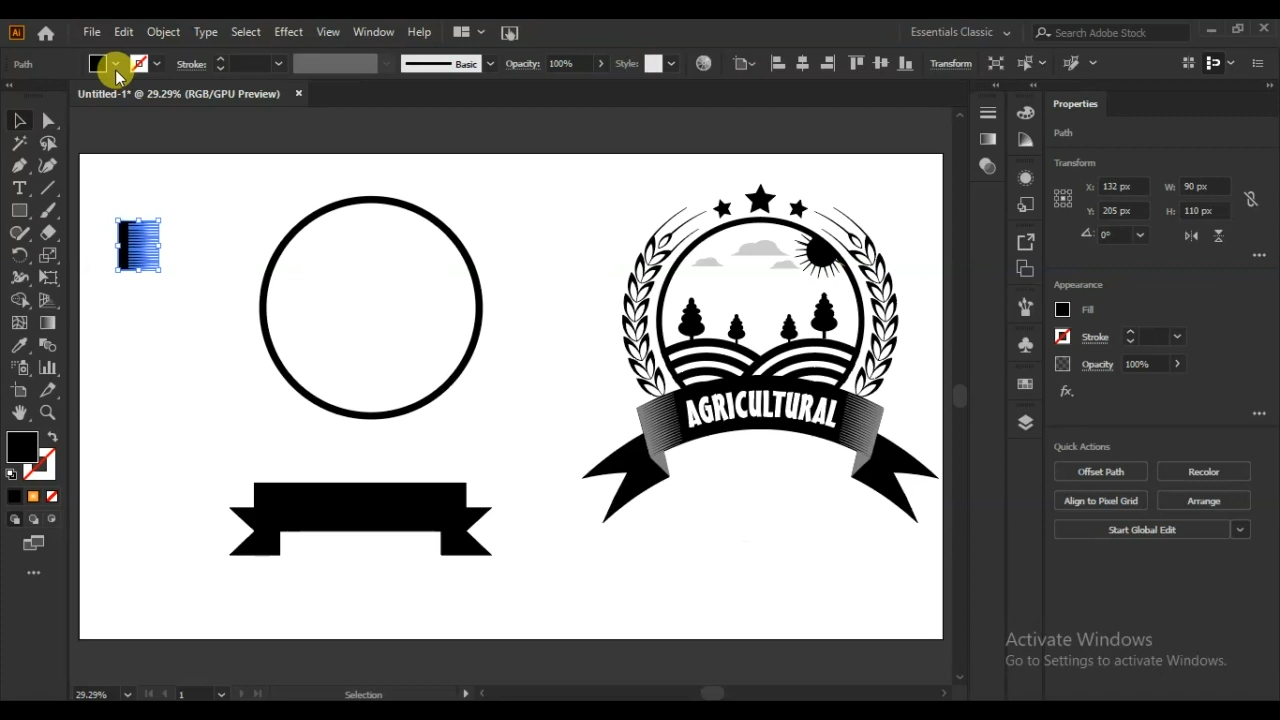 Ai File Edit Object Type Select Effect View Window Help Essentials Classic Search Adobe Stock
Path Stroke: Basic Opacity: 100% Style: Transform
Untitled-1* @ 29.29% (RGB/GPU Preview) ×
Properties
Path
Transform
X: 132 px W: 90 px
Y: 205 px H: 110 px
0°
Appearance
Fill
Stroke
Opacity 100%
fx.
AGRICULTURAL
Quick Actions
Offset Path Recolor
Align to Pixel Grid Arrange
Start Global Edit
Activate Windows
Go to Settings to activate Windows.
29.29% 1 Selection